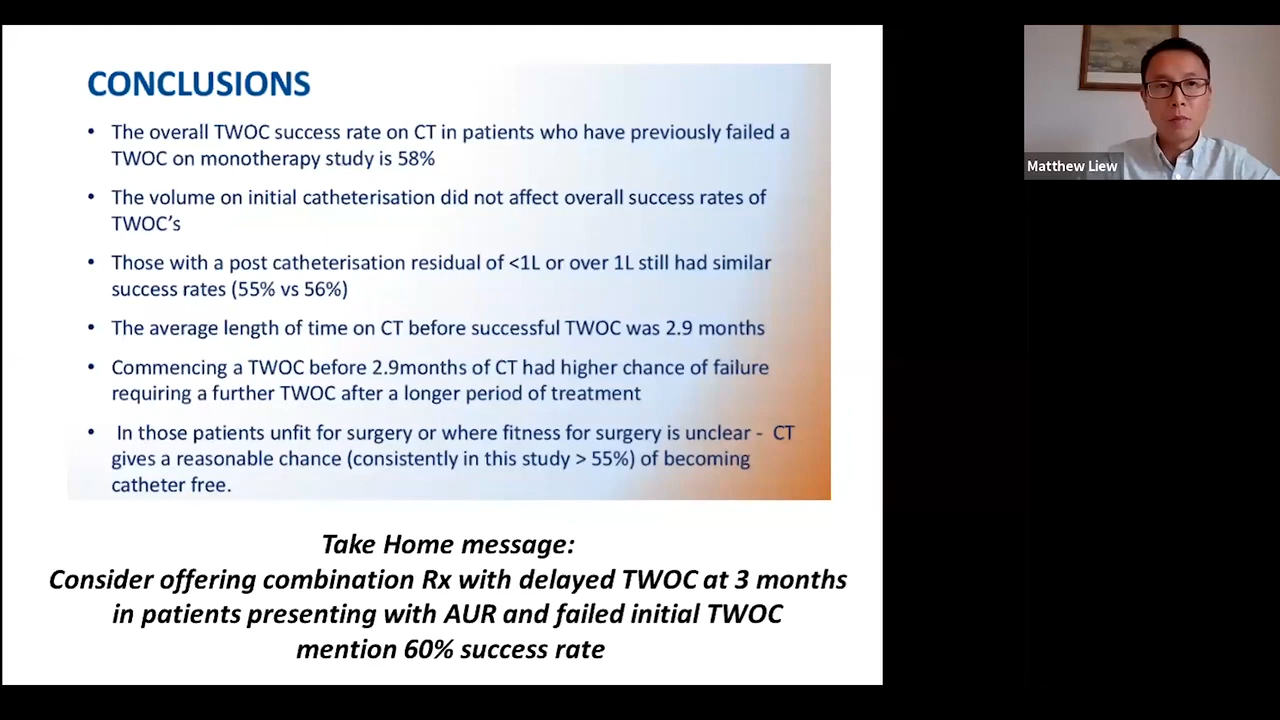 CONCLUSIONS
• The overall TWOC success rate on CT in patients who have previously failed a
TWOC on monotherapy study is 58%
• The volume on initial catheterisation did not affect overall success rates of
TWOC's
• Those with a post catheterisation residual of <1L or over 1L still had similar
success rates (55% vs 56%)
• The average length of time on CT before successful TWOC was 2.9 months
• Commencing a TWOC before 2.9months of CT had higher chance of failure
requiring a further TWOC after a longer period of treatment
• In those patients unfit for surgery or where fitness for surgery is unclear - CT
gives a reasonable chance (consistently in this study > 55%) of becoming
catheter free.
Take Home message:
Consider offering combination Rx with delayed TWOC at 3 months
in patients presenting with AUR and failed initial TWOC
mention 60% success rate
Matthew Liew